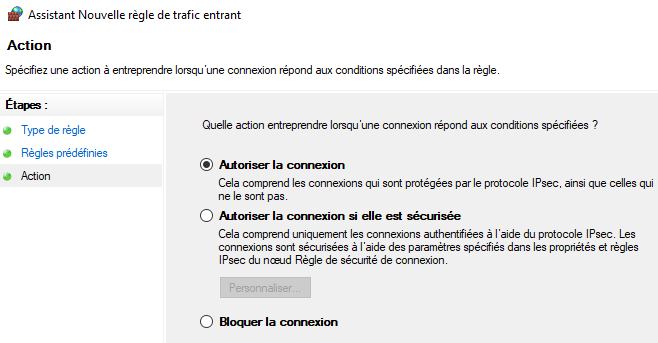 Assistant Nouvelle règle de trafic entrant
Action
Spécifiez une action à entreprendre lorsqu'une connexion répond aux conditions spécifiées dans la règle.
Étapes :
Type de règle
Règles prédéfinies
Action
Quelle action entreprendre lorsqu'une connexion répond aux conditions spécifiées ?
Autoriser la connexion
Cela comprend les connexions qui sont protégées par le protocole IPsec, ainsi que celles qui
ne le sont pas.
Autoriser la connexion si elle est sécurisée
Cela comprend uniquement les connexions authentifiées à l'aide du protocole IPsec. Les
connexions sont sécurisées à l'aide des paramètres spécifiés dans les propriétés et règles
IPsec du nœud Règle de sécurité de connexion.
Personnaliser...
Bloquer la connexion